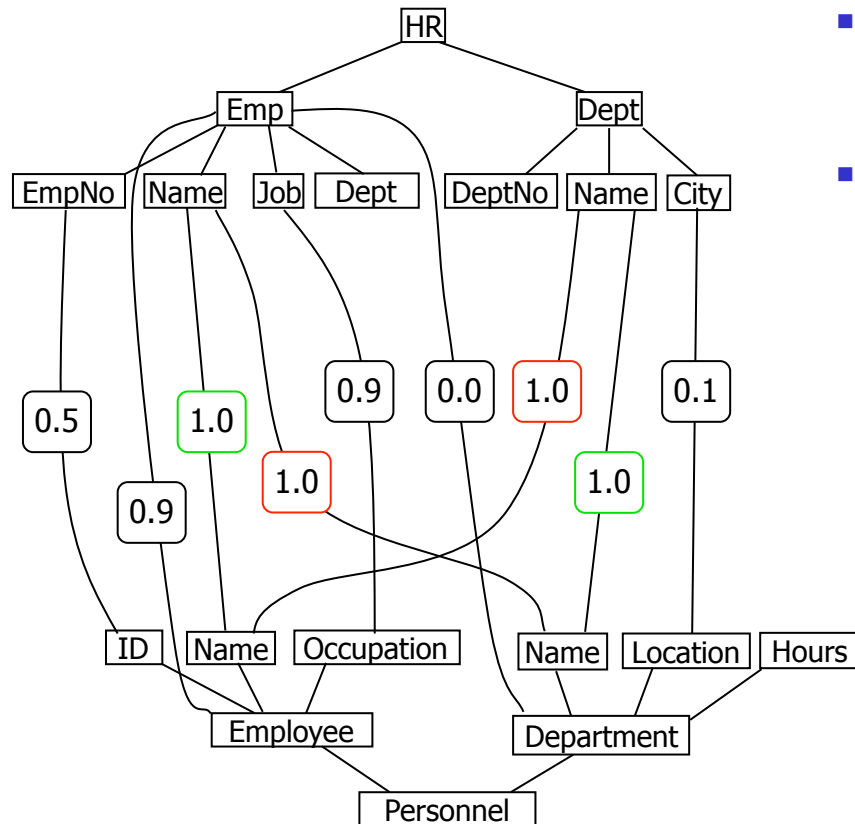 HR
Emp Dept
EmpNo Name Job Dept DeptNo Name City
0.5 1.0 0.9 0.0 1.0 0.1
0.9 1.0 1.0
ID Name Occupation Name Location Hours
Employee Department
Personnel